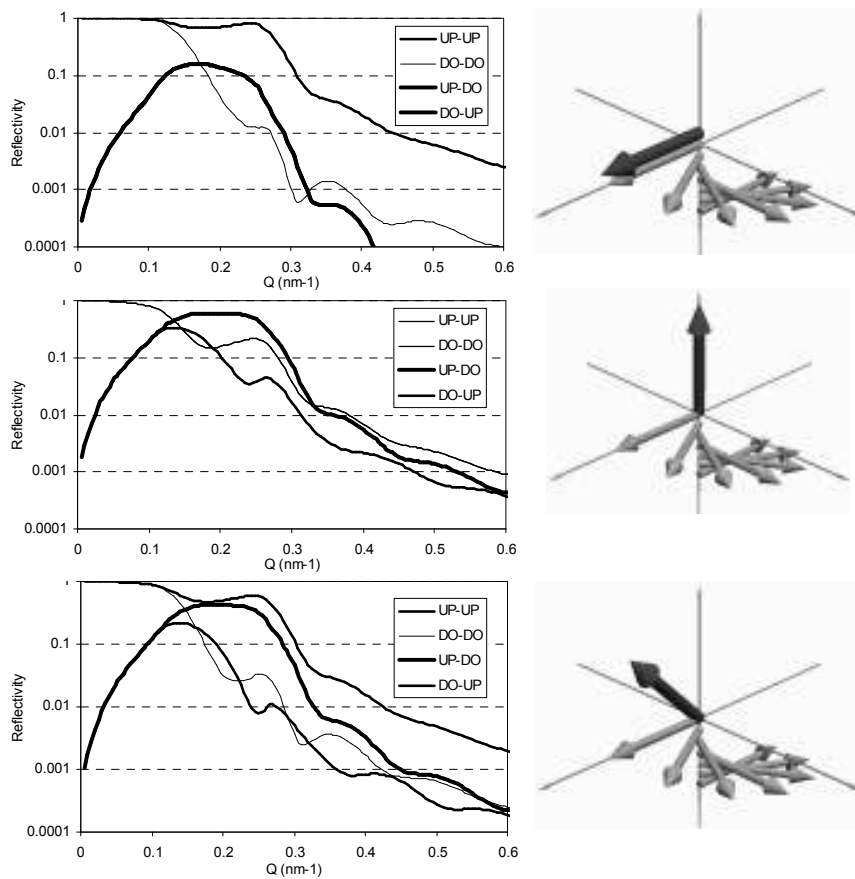 1
0.1
0.01
0.001
0.0001
Reflectivity
0 0.1 0.2 0.3 0.4 0.5 0.6
Q (nm-1)
UP-UP
DO-DO
UP-DO
DO-UP
0.1
0.01
0.001
0.0001
Reflectivity
0 0.1 0.2 0.3 0.4 0.5 0.6
Q (nm-1)
UP-UP
DO-DO
UP-DO
DO-UP
0.1
0.01
0.001
0.0001
Reflectivity
0 0.1 0.2 0.3 0.4 0.5 0.6
Q (nm-1)
UP-UP
DO-DO
UP-DO
DO-UP